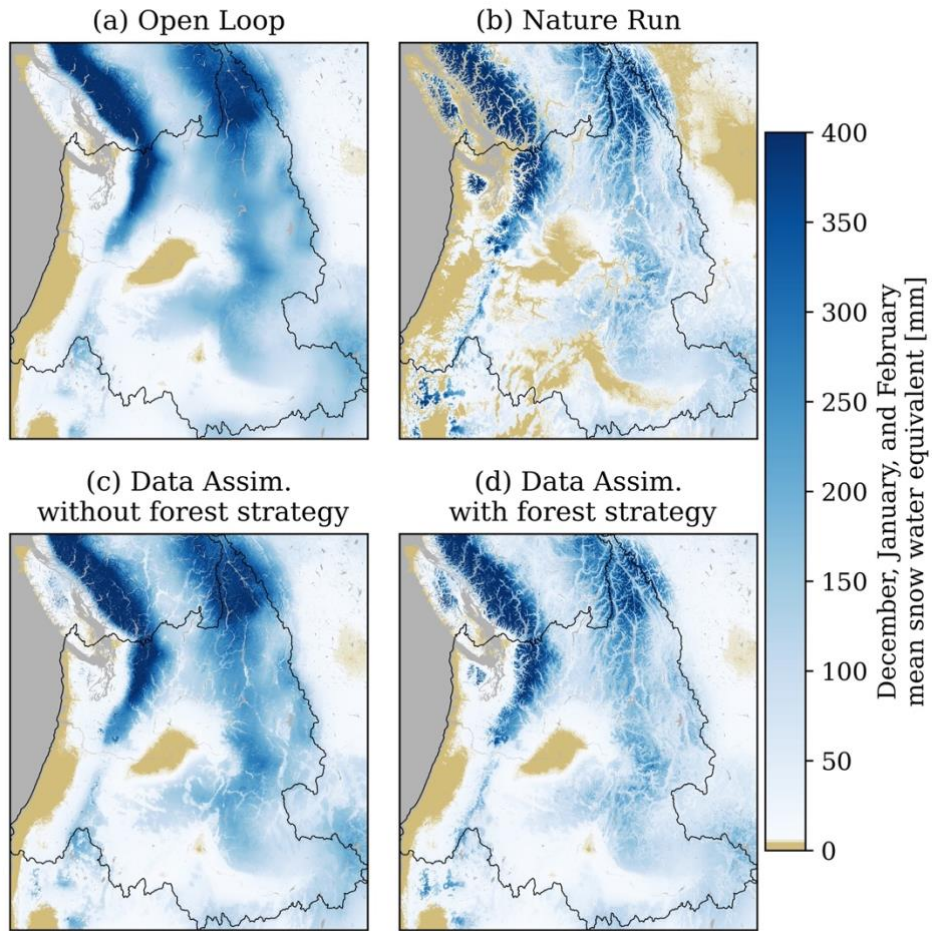 (a) Open Loop
(b) Nature Run
(c) Data Assim.
without forest strategy
(d) Data Assim.
with forest strategy
400
350
300
250
200
150
100
50
0
December, January, and February
mean snow water equivalent [mm]